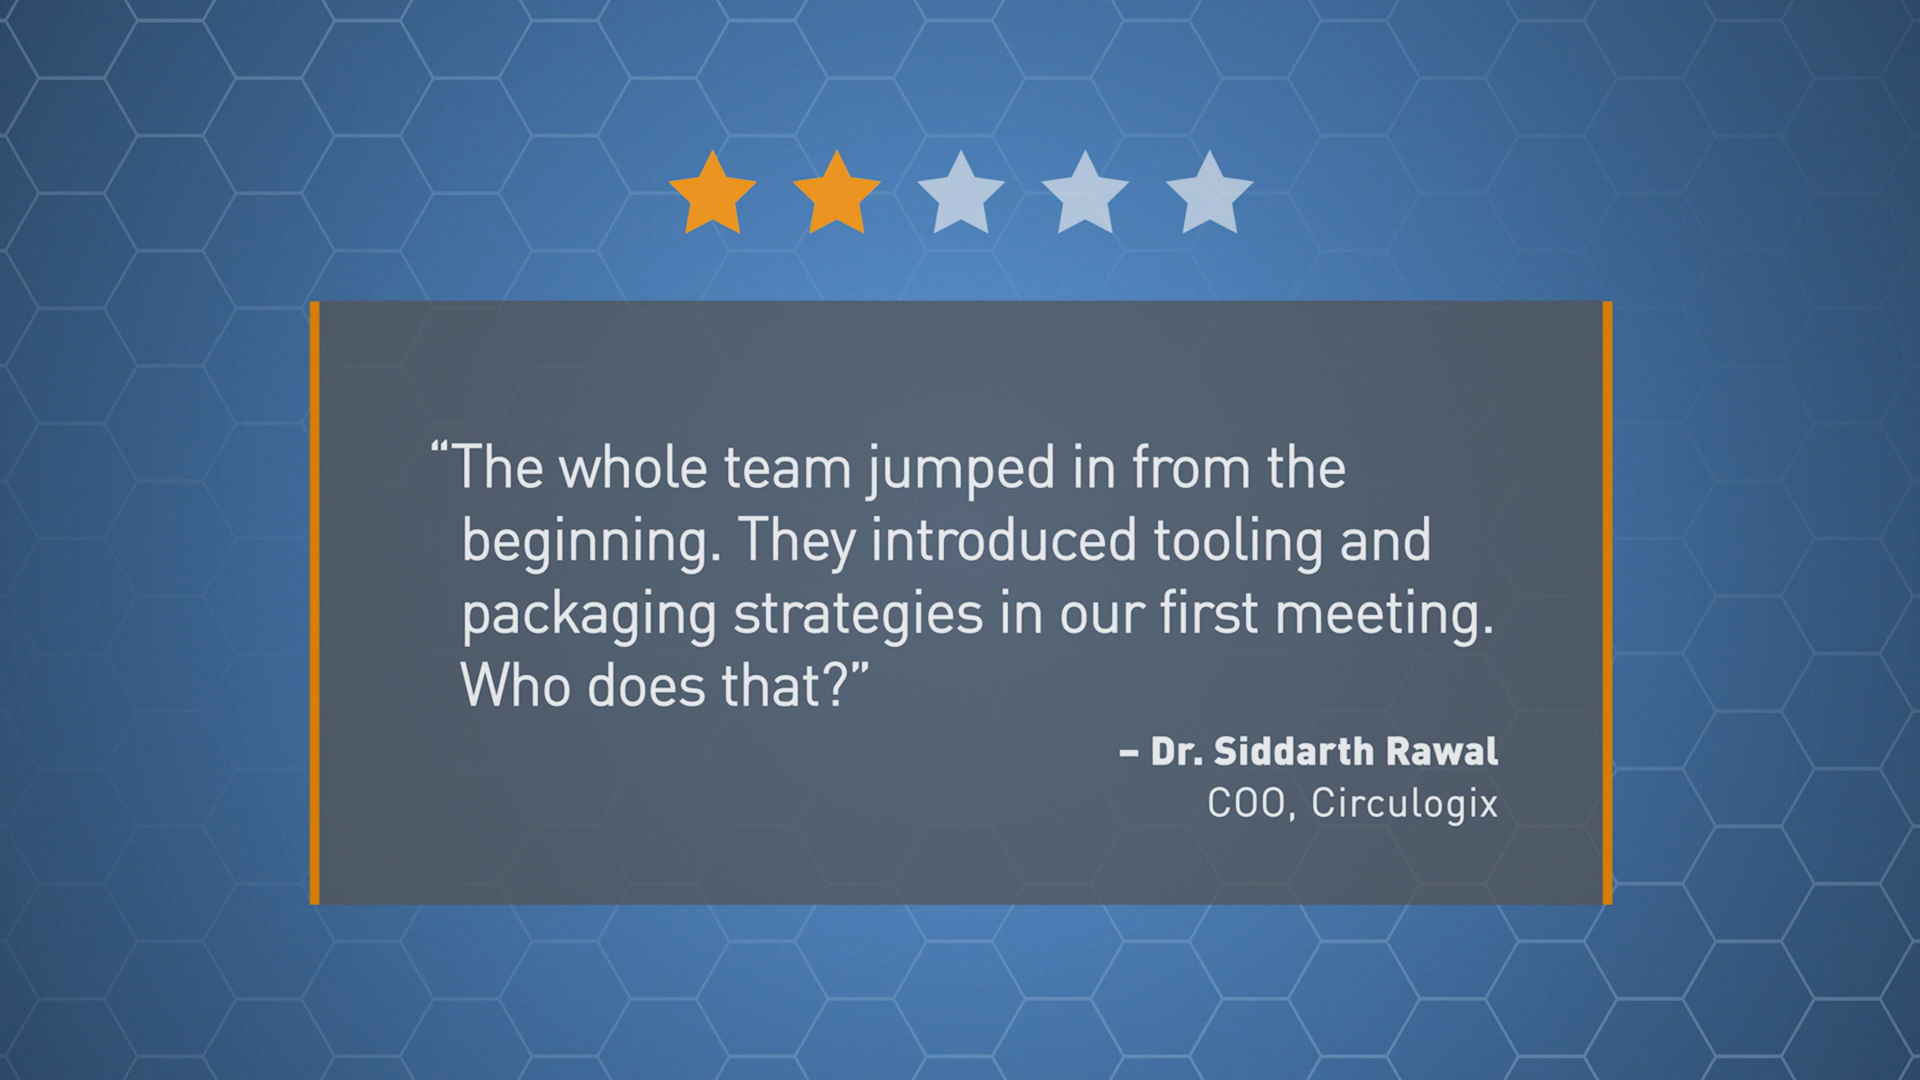 “The whole team jumped in from the
beginning. They introduced tooling and
packaging strategies in our first meeting.
Who does that?”
– Dr. Siddarth Rawal
COO, Circulogix